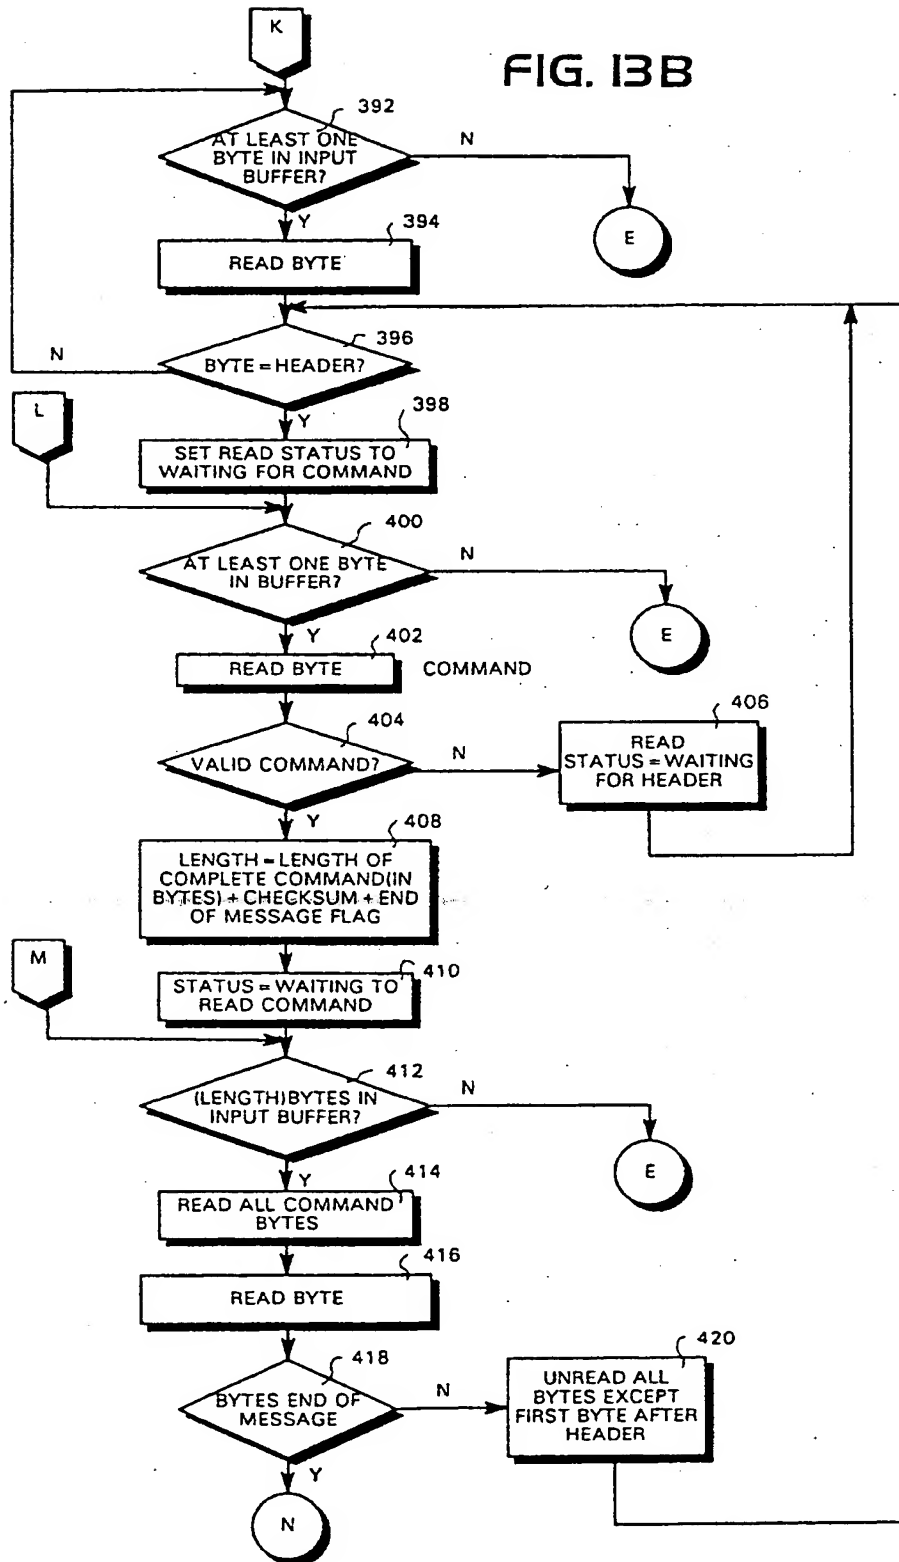 K
FIG. 13B
392
AT LEAST ONE
BYTE IN INPUT
BUFFER?
N
E
Y
394
READ BYTE
396
BYTE=HEADER?
N
Y
L
398
SET READ STATUS TO
WAITING FOR COMMAND
400
AT LEAST ONE BYTE
IN BUFFER?
N
E
Y
402
READ BYTE
COMMAND
404
VALID COMMAND?
N
406
READ
STATUS=WAITING
FOR HEADER
Y
408
LENGTH=LENGTH OF
COMPLETE COMMAND(IN
BYTES)+CHECKSUM+END
OF MESSAGE FLAG
M
410
STATUS=WAITING TO
READ COMMAND
412
(LENGTH)BYTES IN
INPUT BUFFER?
N
E
Y
414
READ ALL COMMAND
BYTES
416
READ BYTE
418
BYTES END OF
MESSAGE
N
420
UNREAD ALL
BYTES EXCEPT
FIRST BYTE AFTER
HEADER
Y
N